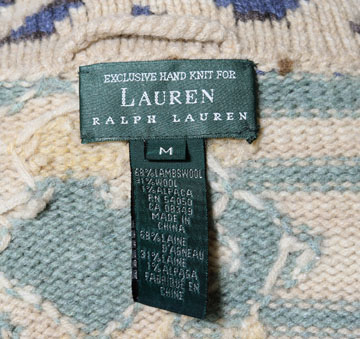 EXCLUSIVE HAND KNIT FOR
LAUREN
RALPH LAUREN
M
68% LAMBSWOOL
31% WOOL
1% ALPACA
RN 54050
CA 08349
MADE IN
CHINA
68% LAINE
D'AGNEAU
31% LAINE
1% ALPAGA
FABRIQUE EN
CHINE